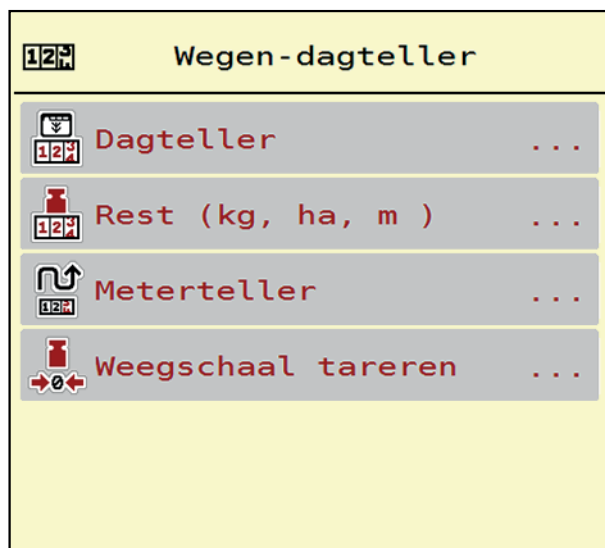 Wegen-dagteller
Dagteller ...
Rest (kg, ha, m ) ...
Meterteller ...
Weegschaal tareren ...